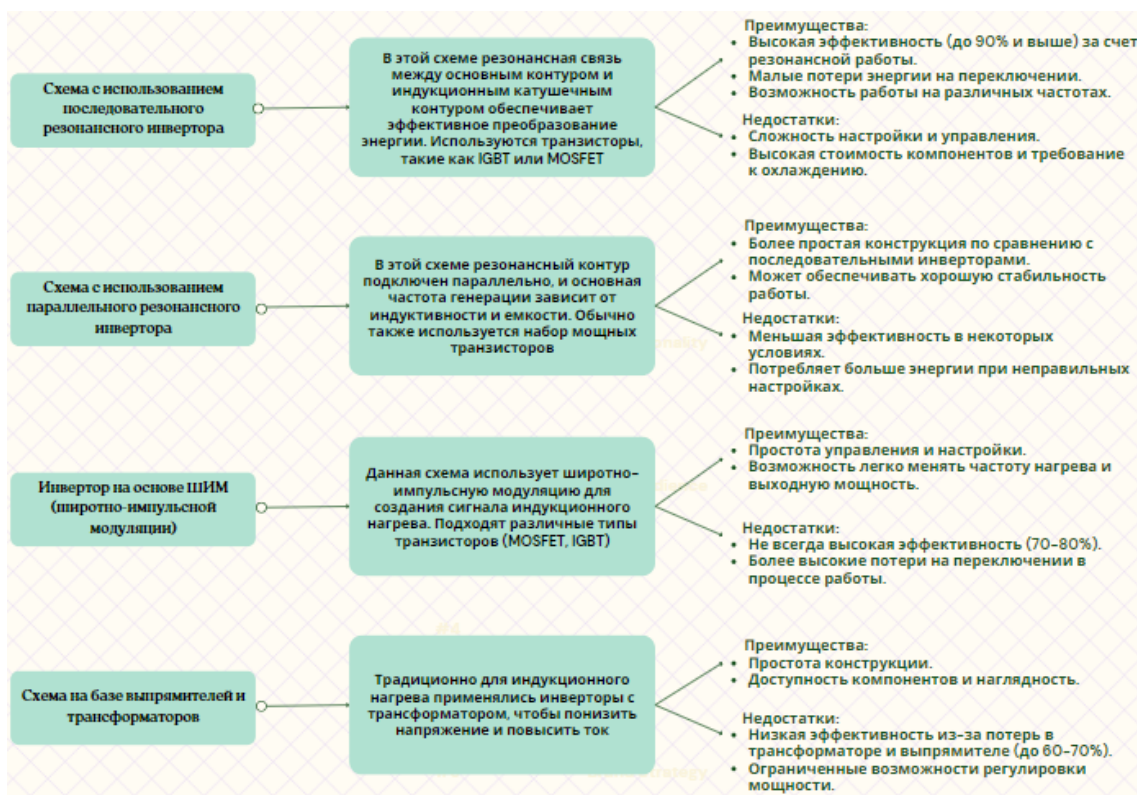 Схема с использованием
последовательного
резонансного инвертора
В этой схеме резонансная связь
между основным контуром и
индукционным катушечным
контуром обеспечивает
эффективное преобразование
энергии. Используются транзисторы,
такие как IGBT или MOSFET
Преимущества:
• Высокая эффективность (до 90% и выше) за счет
резонансной работы.
• Малые потери энергии на переключении.
• Возможность работы на различных частотах.
Недостатки:
• Сложность настройки и управления.
• Высокая стоимость компонентов и требование
к охлаждению.
Схема с использованием
параллельного резонансного
инвертора
В этой схеме резонансный контур
подключен параллельно, и основная
частота генерации зависит от
индуктивности и емкости. Обычно
также используется набор мощных
транзисторов
Преимущества:
• Более простая конструкция по сравнению с
последовательными инверторами.
• Может обеспечивать хорошую стабильность
работы.
Недостатки:
• Меньшая эффективность в некоторых
условиях.
• Потребляет больше энергии при неправильных
настройках.
Инвертор на основе ШИМ
(широтно-импульсной
модуляции)
Данная схема использует широтно-
импульсную модуляцию для
создания сигнала индукционного
нагрева. Подходят различные типы
транзисторов (MOSFET, IGBT)
Преимущества:
• Простота управления и настройки.
• Возможность легко менять частоту нагрева и
выходную мощность.
Недостатки:
• Не всегда высокая эффективность (70-80%).
• Более высокие потери на переключении в
процессе работы.
Схема на базе выпрямителей и
трансформаторов
Традиционно для индукционного
нагрева применялись инверторы с
трансформатором, чтобы понизить
напряжение и повысить ток
Преимущества:
• Простота конструкции.
• Доступность компонентов и наглядность.
Недостатки:
• Низкая эффективность из-за потерь в
трансформаторе и выпрямителе (до 60-70%).
• Ограниченные возможности регулировки
мощности.